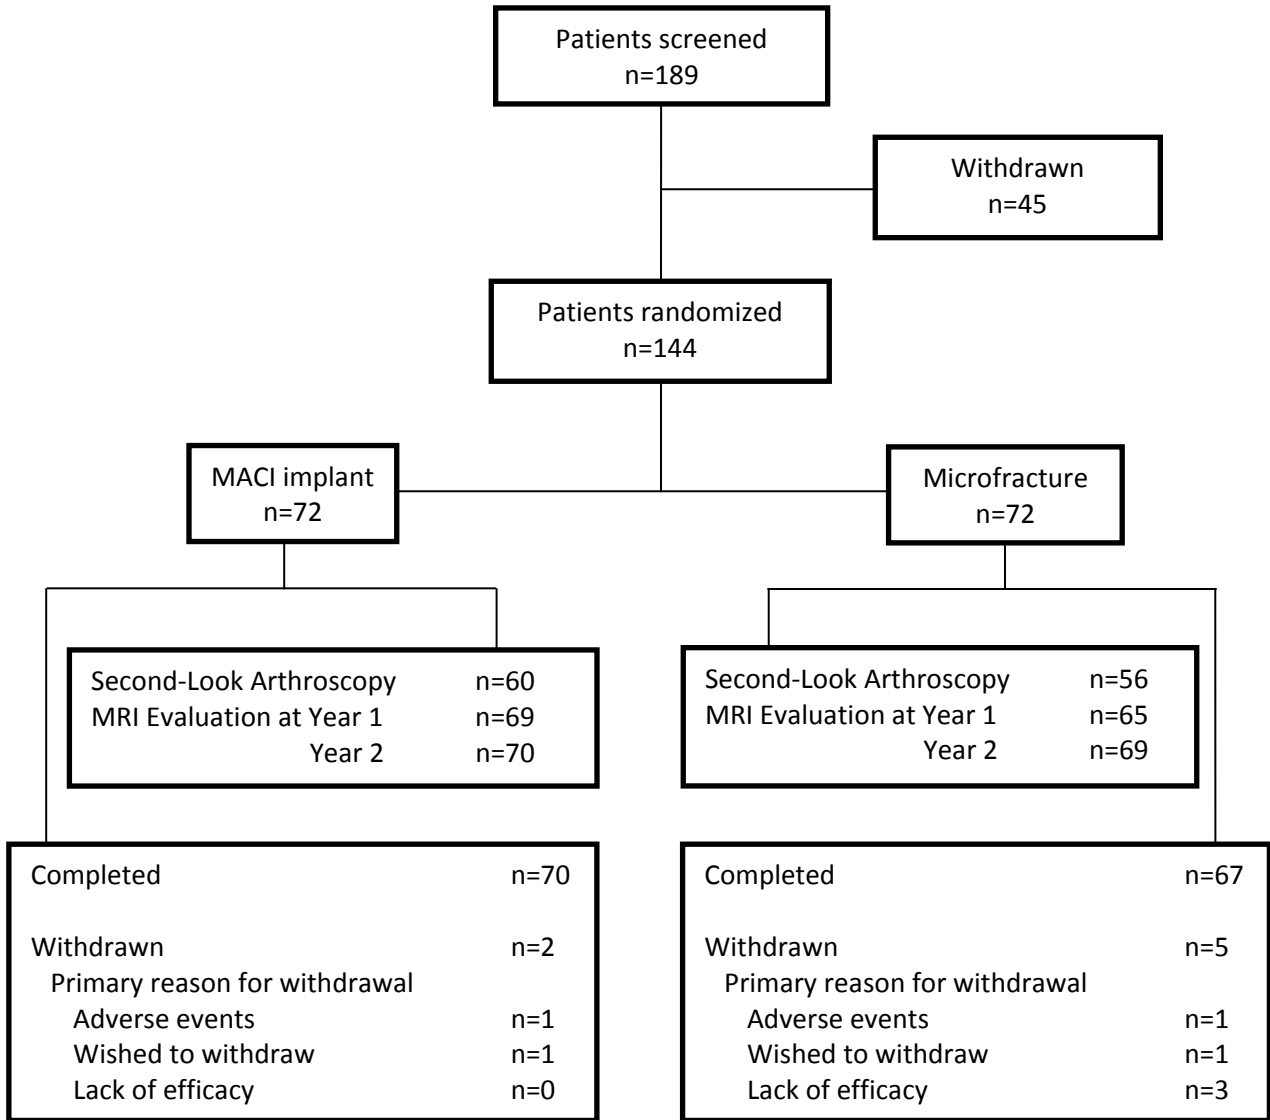 Patients screened
n=189
Withdrawn
n=45
Patients randomized
n=144
MACI implant
n=72
Microfracture
n=72
Second-Look Arthroscopy n=60
MRI Evaluation at Year 1 n=69
Year 2 n=70
Second-Look Arthroscopy n=56
MRI Evaluation at Year 1 n=65
Year 2 n=69
Completed n=70
Withdrawn n=2
Primary reason for withdrawal
Adverse events n=1
Wished to withdraw n=1
Lack of efficacy n=0
Completed n=67
Withdrawn n=5
Primary reason for withdrawal
Adverse events n=1
Wished to withdraw n=1
Lack of efficacy n=3